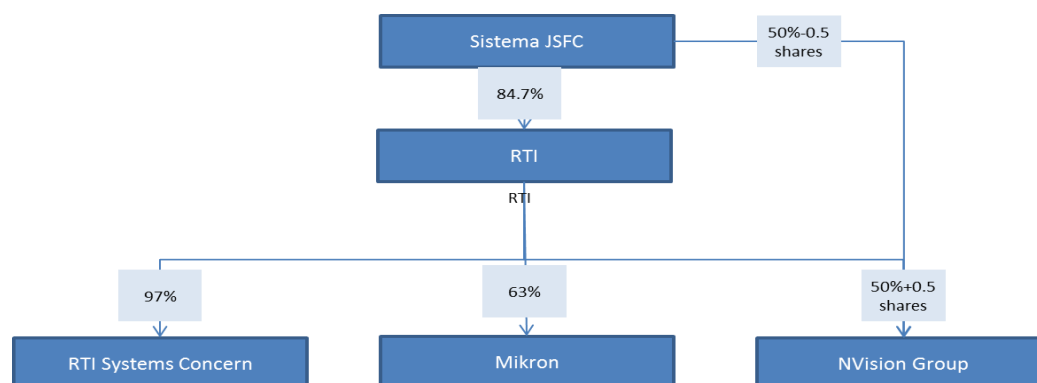 Sistema JSFC
50%-0.5
shares
84.7%
RTI
RTI
97%
63%
50%+0.5
shares
RTI Systems Concern
Mikron
NVision Group